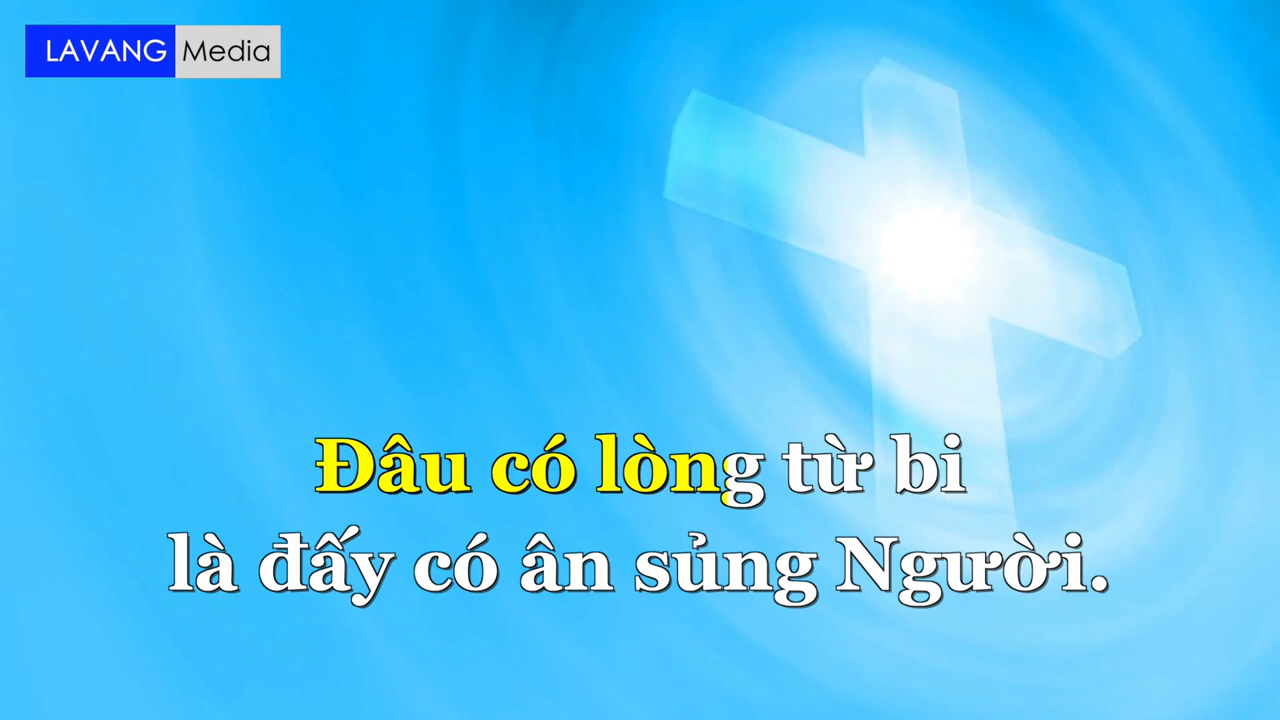 LAVANG Media
Đâu có lòng từ bi
là đấy có ân sủng Người.